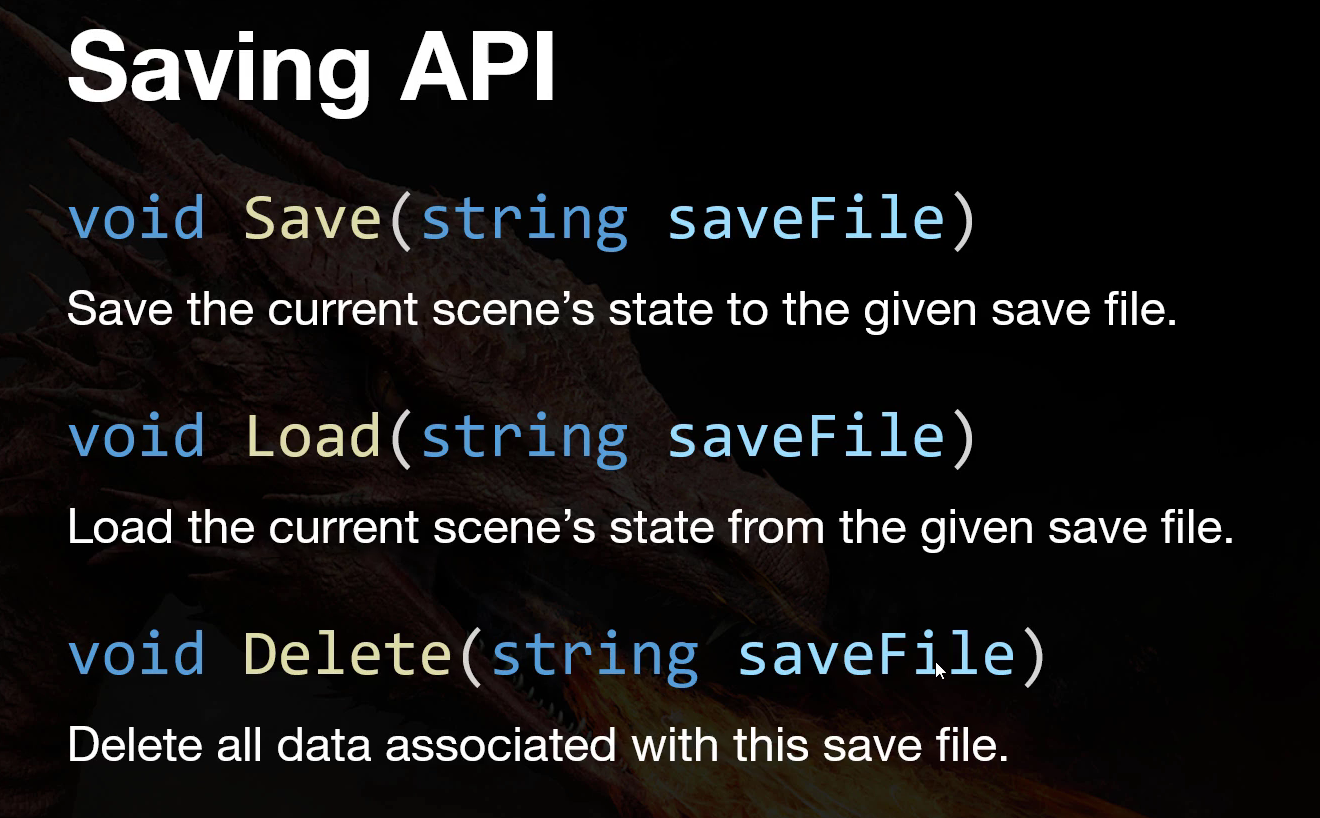 Saving API
void Save(string saveFile)
Save the current scene’s state to the given save file.
void Load(string saveFile)
Load the current scene’s state from the given save file.
void Delete(string saveFile)
Delete all data associated with this save file.